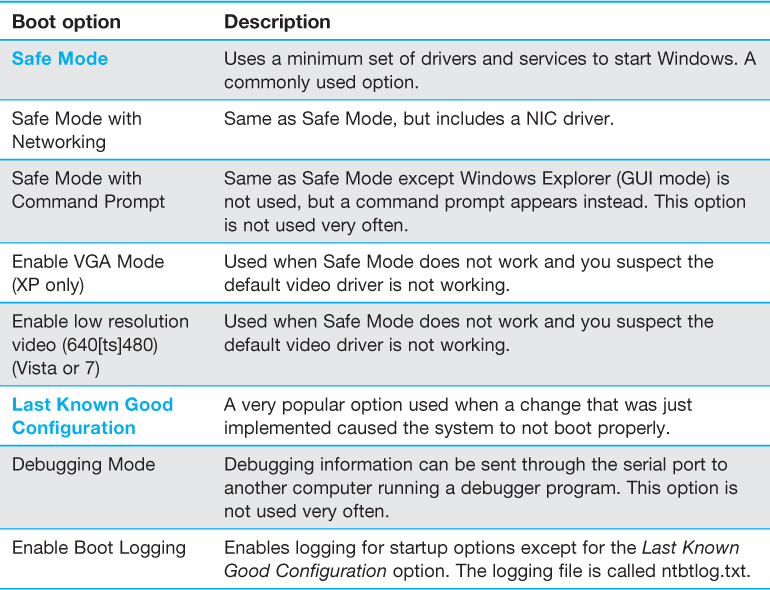 Boot option Description
Safe Mode Uses a minimum set of drivers and services to start Windows. A
commonly used option.
Safe Mode with Same as Safe Mode, but includes a NIC driver.
Networking
Safe Mode with Same as Safe Mode except Windows Explorer (GUI mode) is
Command Prompt not used, but a command prompt appears instead. This option
is not used very often.
Enable VGA Mode Used when Safe Mode does not work and you suspect the
(XP only) default video driver is not working.
Enable low resolution Used when Safe Mode does not work and you suspect the
video (640[ts]480) default video driver is not working.
(Vista or 7)
Last Known Good A very popular option used when a change that was just
Configuration implemented caused the system to not boot properly.
Debugging Mode Debugging information can be sent through the serial port to
another computer running a debugger program. This option is
not used very often.
Enable Boot Logging Enables logging for startup options except for the Last Known
Good Configuration option. The logging file is called ntbtlog.txt.